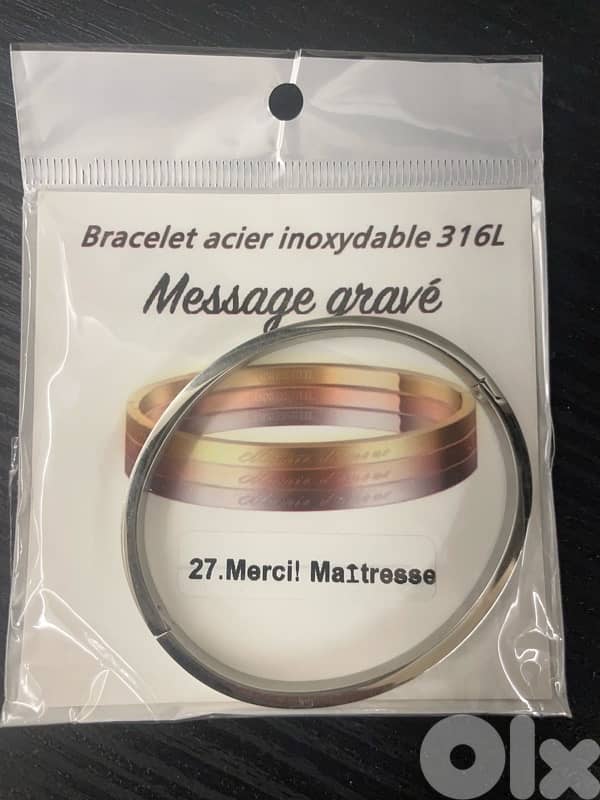 Bracelet acier inoxydable 316L
Message gravé
27.Merci! Maîtresse
Olx